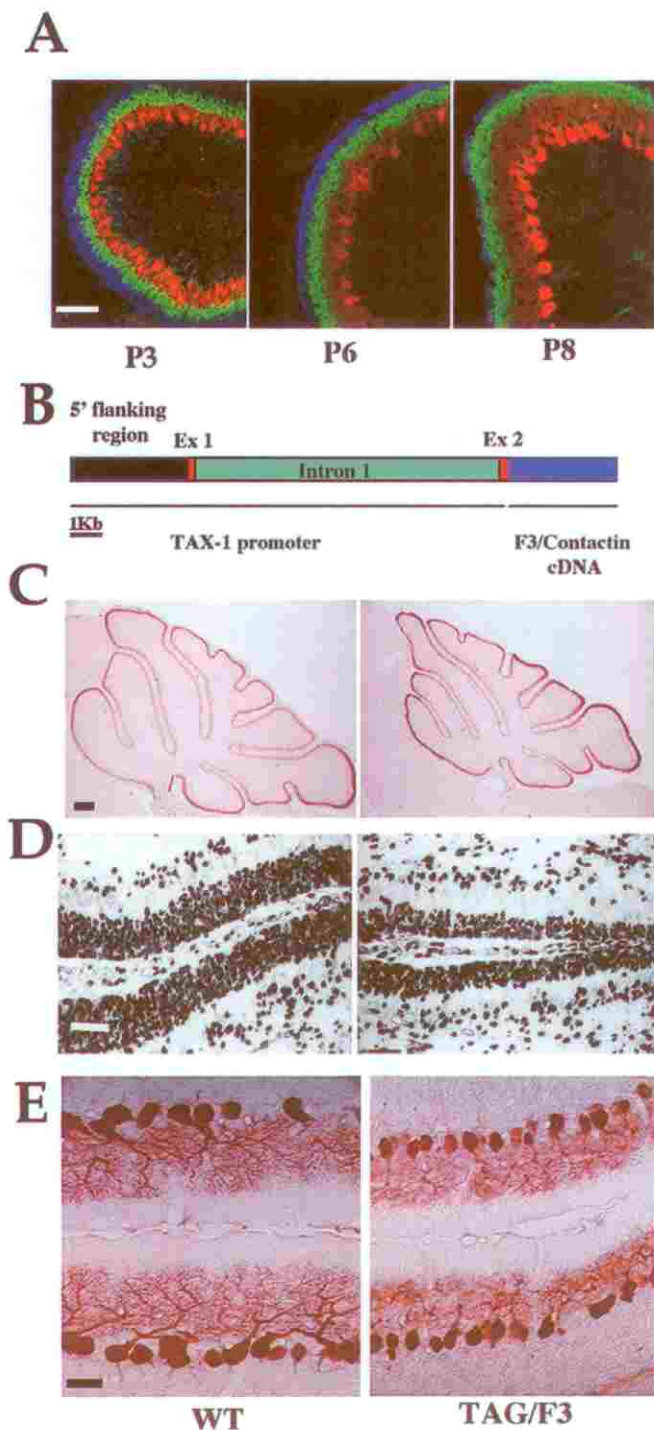 A
P3 P6 P8
B
5' flanking
region
Ex 1 Ex 2
Intron 1
1Kb
TAX-1 promoter
F3/Contactin
cDNA
C
D
E
WT TAG/F3